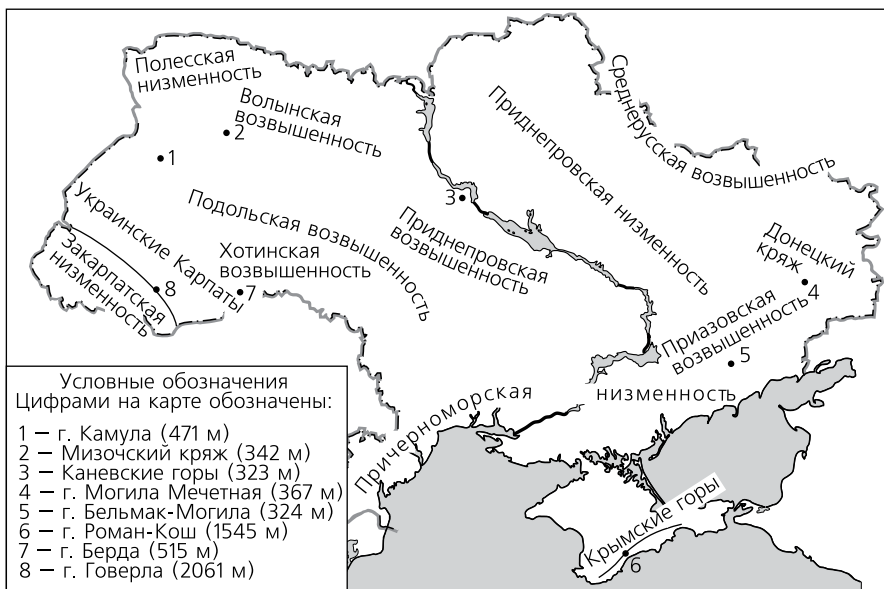 Полесская
низменность
Волынская
возвышенность
2
1
Среднерусская возвышенность
Приднепровская низменность
3
Украинские Карпаты
Закарпатская
низменность
8
Подольская возвышенность
Хотинская
возвышенность
7
Приднепровская
возвышенность
Донецкий
кряж
4
Приазовская
возвышенность
5
Причерноморская низменность
Крымские горы
6
Условные обозначения
Цифрами на карте обозначены:
1 – г. Камула (471 м)
2 – Мизочский кряж (342 м)
3 – Каневские горы (323 м)
4 – г. Могила Мечетная (367 м)
5 – г. Бельмак-Могила (324 м)
6 – г. Роман-Кош (1545 м)
7 – г. Берда (515 м)
8 – г. Говерла (2061 м)